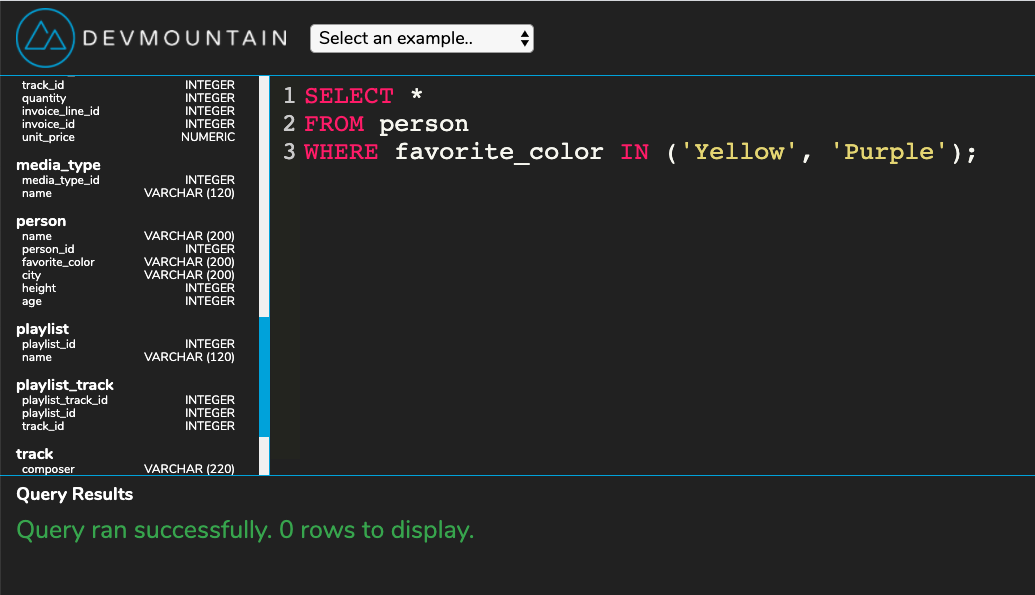 DEVMOUNTAIN
Select an example..
track_id INTEGER
quantity INTEGER
invoice_line_id INTEGER
invoice_id INTEGER
unit_price NUMERIC
media_type
media_type_id INTEGER
name VARCHAR (120)
person
name VARCHAR (200)
person_id INTEGER
favorite_color VARCHAR (200)
city VARCHAR (200)
height INTEGER
age INTEGER
playlist
playlist_id INTEGER
name VARCHAR (120)
playlist_track
playlist_track_id INTEGER
playlist_id INTEGER
track_id INTEGER
track
composer VARCHAR (220)
1 SELECT *
2 FROM person
3 WHERE favorite_color IN ('Yellow', 'Purple');
Query Results
Query ran successfully. 0 rows to display.